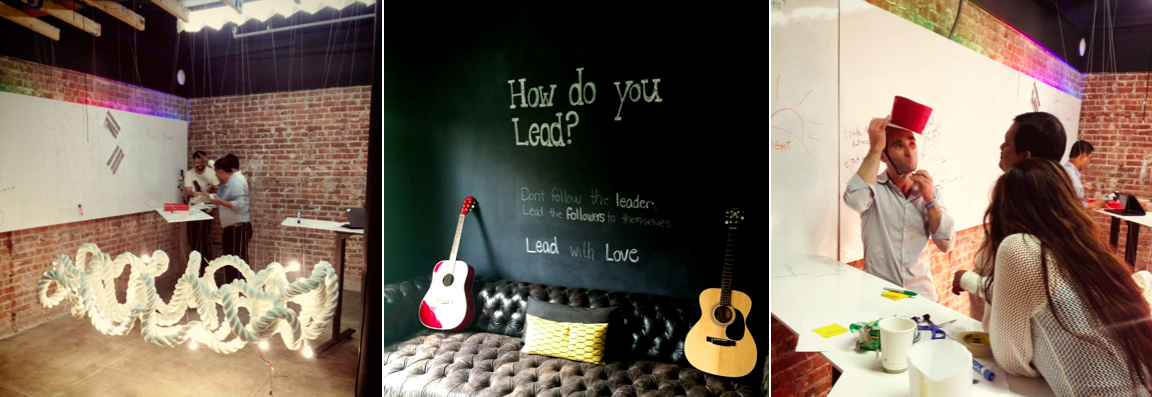 How do you
Lead?
Dont follow the leader,
Lead the followers to themselves
Lead with Love